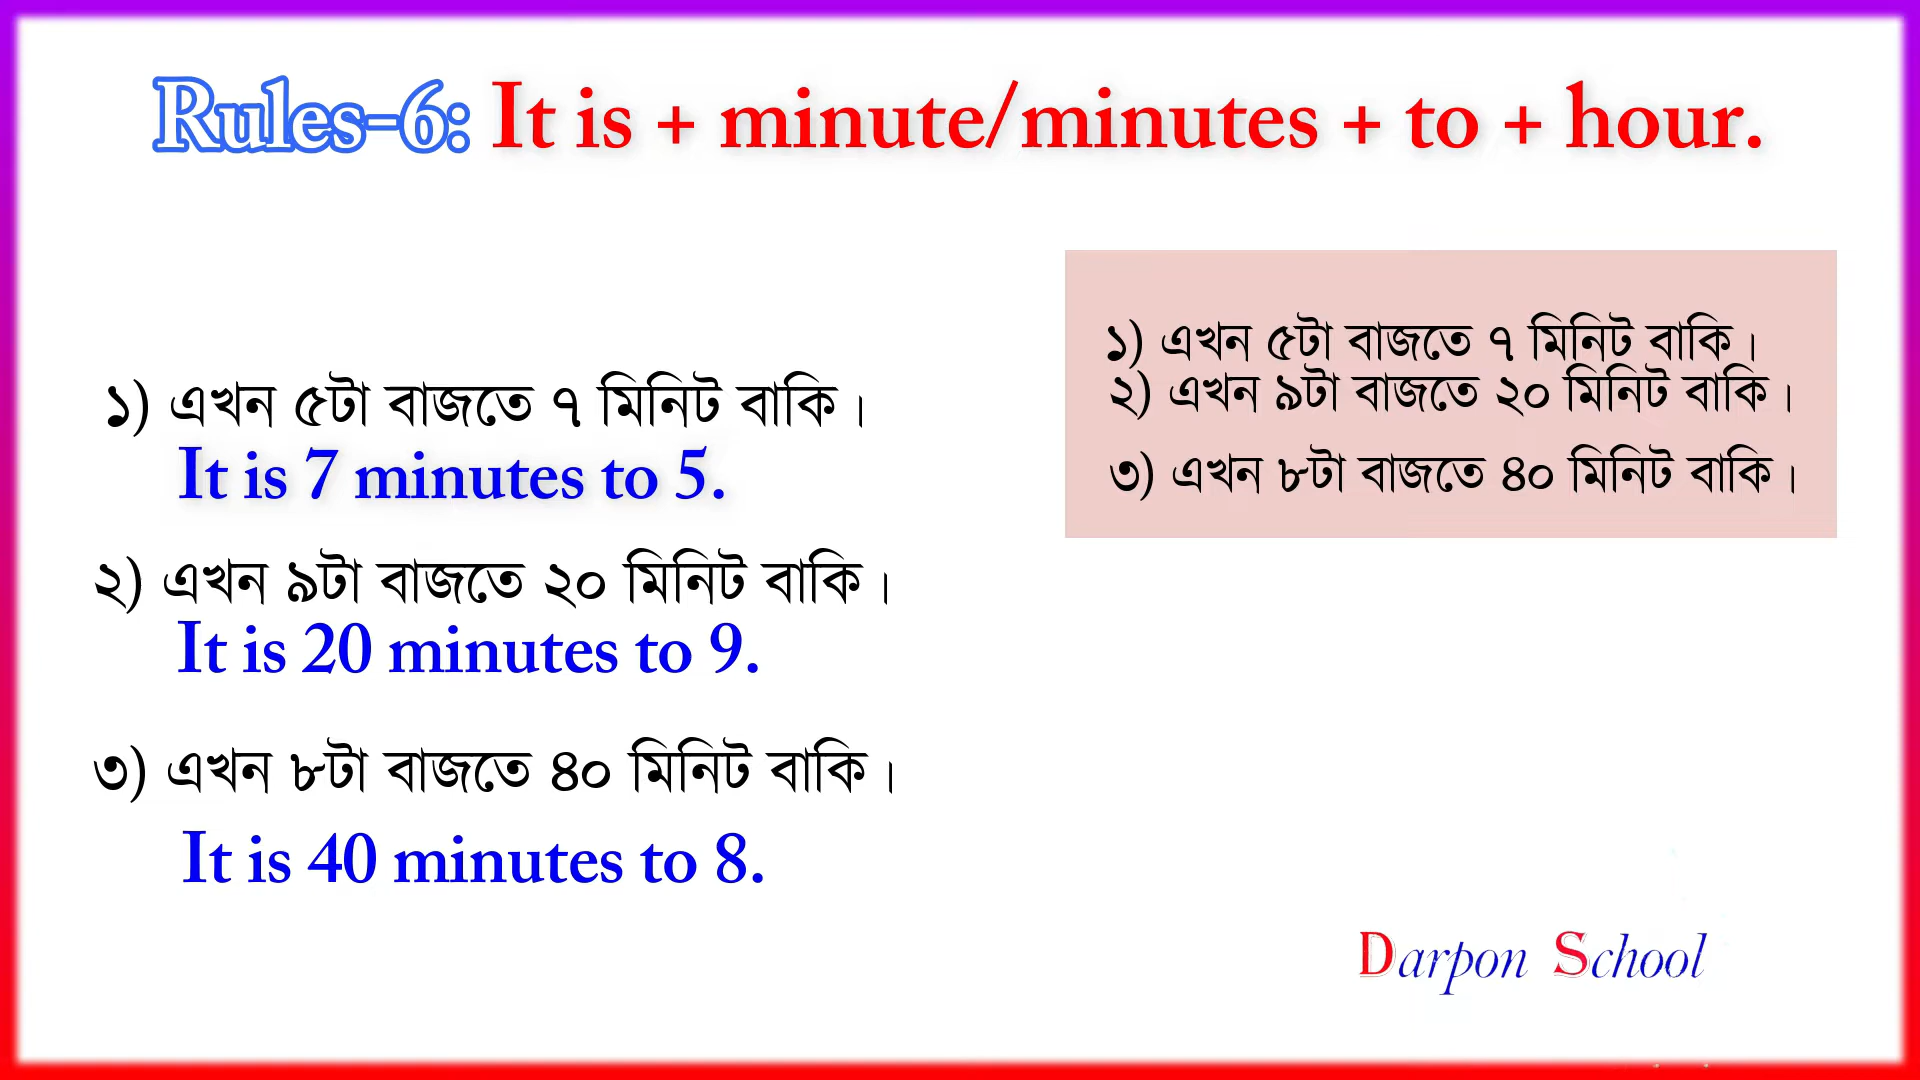 Rules-6: It is + minute/minutes + to + hour.
১) এখন ৫টা বাজতে ৭ মিনিট বাকি।
It is 7 minutes to 5.
২) এখন ৯টা বাজতে ২০ মিনিট বাকি।
It is 20 minutes to 9.
৩) এখন ৮টা বাজতে ৪০ মিনিট বাকি।
It is 40 minutes to 8.
১) এখন ৫টা বাজতে ৭ মিনিট বাকি।
২) এখন ৯টা বাজতে ২০ মিনিট বাকি।
৩) এখন ৮টা বাজতে ৪০ মিনিট বাকি।
Darpon School